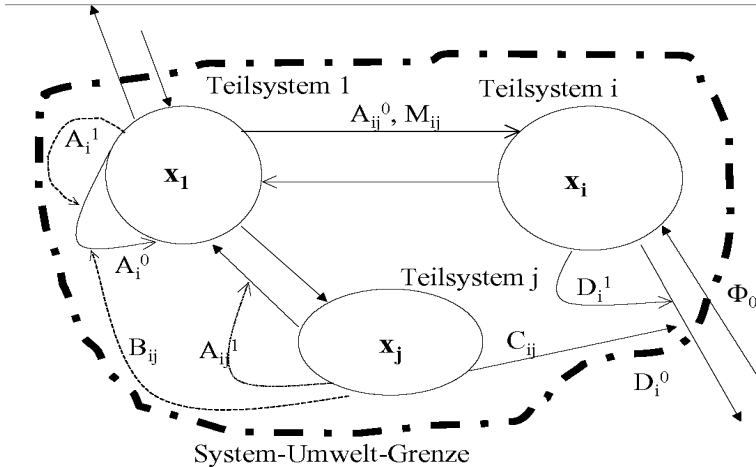 Teilsystem 1
Teilsystem i
A_ij^0, M_ij
A_i^1
x_1
x_i
A_i^0
Teilsystem j
D_i^1
Φ_0
B_ij
A_ij^1
x_j
C_ij
D_i^0
System-Umwelt-Grenze